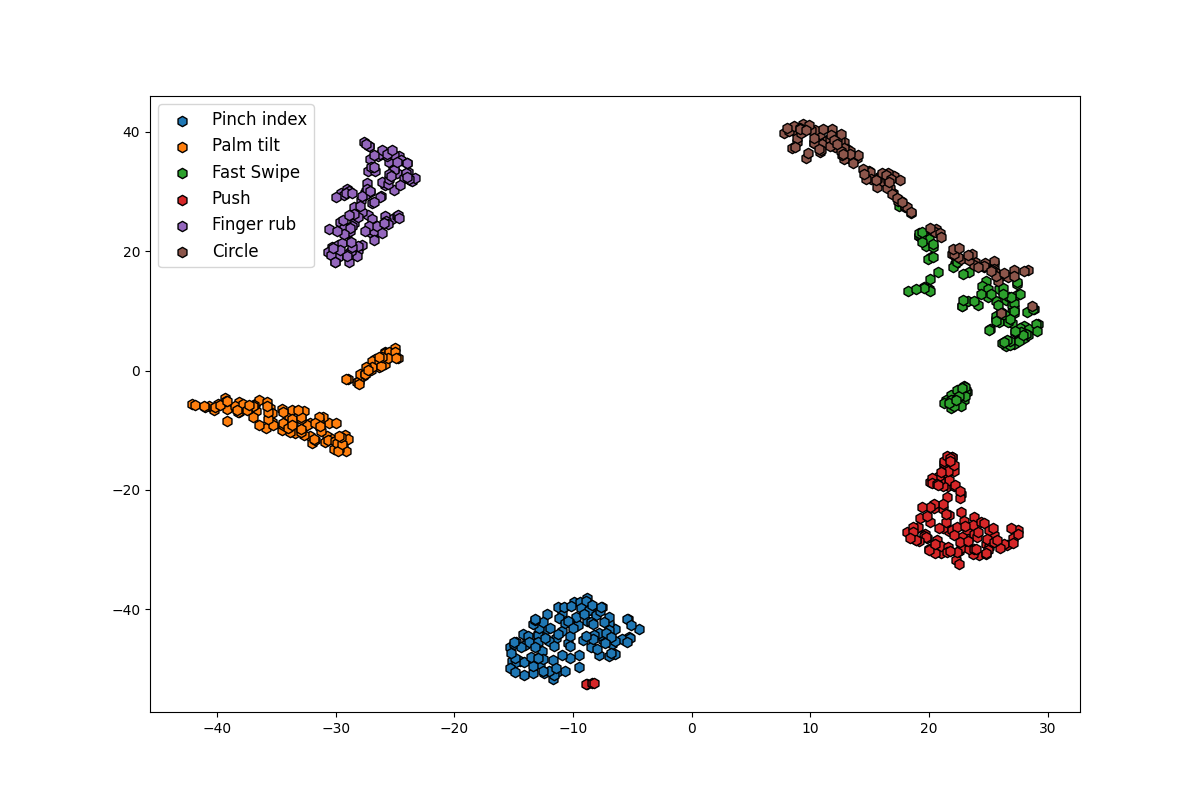 Pinch index
Palm tilt
Fast Swipe
Push
Finger rub
Circle
40
20
0
−20
−40
−40
−30
−20
−10
0
10
20
30